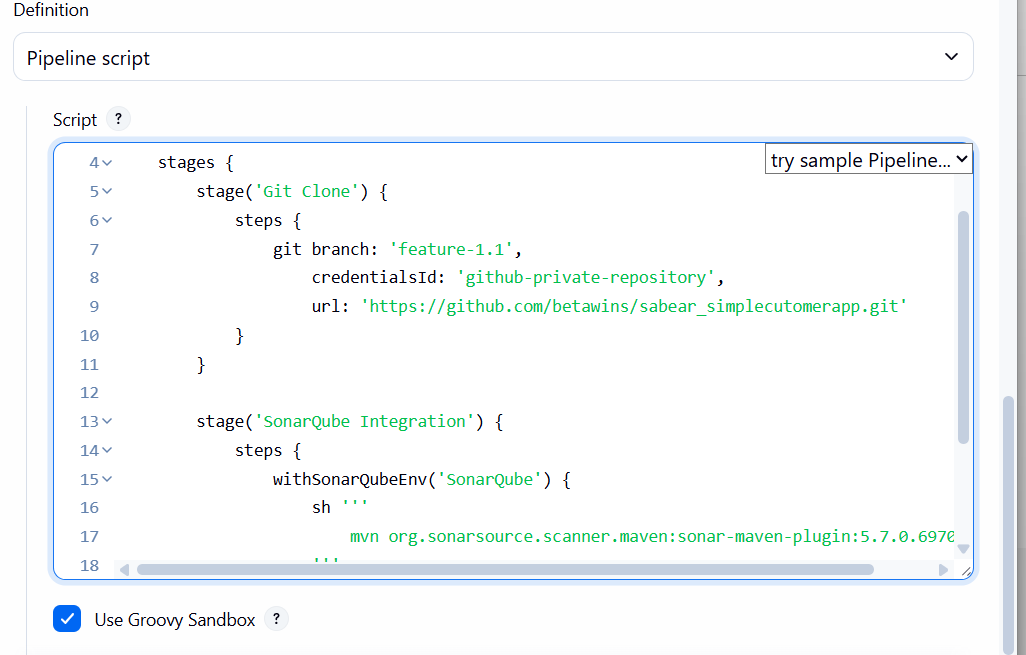 Definition
Pipeline script
Script ?
try sample Pipeline...
4 stages {
5 stage('Git Clone') {
6 steps {
7 git branch: 'feature-1.1',
8 credentialsId: 'github-private-repository',
9 url: 'https://github.com/betawins/sabear_simplecutomerapp.git'
10 }
11 }
12
13 stage('SonarQube Integration') {
14 steps {
15 withSonarQubeEnv('SonarQube') {
16 sh '''
17 mvn org.sonarsource.scanner.maven:sonar-maven-plugin:5.7.0.6970
18 '''
Use Groovy Sandbox ?